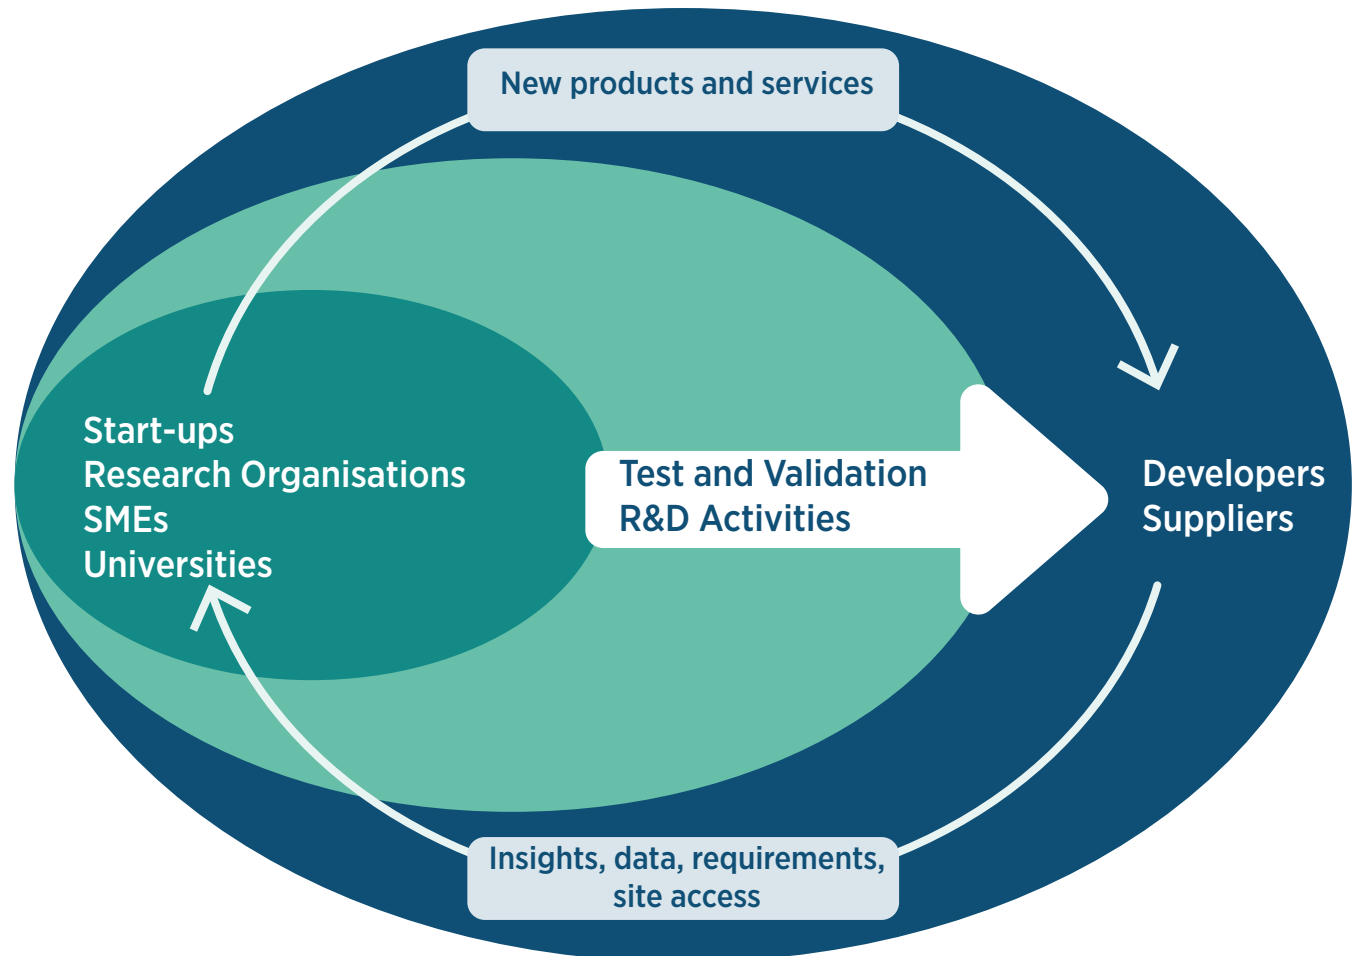 New products and services
Start-ups
Research Organisations
SMEs
Universities
Test and Validation
R&D Activities
Developers
Suppliers
Insights, data, requirements,
site access